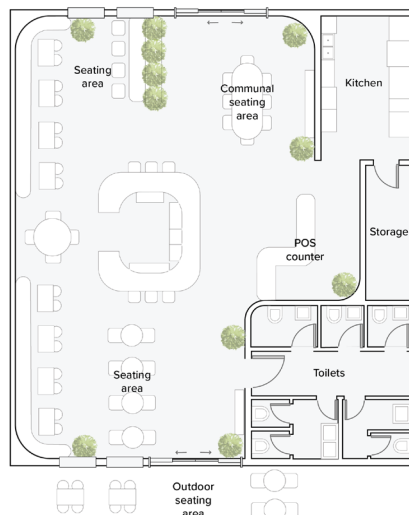 Seating
area
Communal
seating
area
Kitchen
Storage
POS
counter
Toilets
Seating
area
Outdoor
seating
area